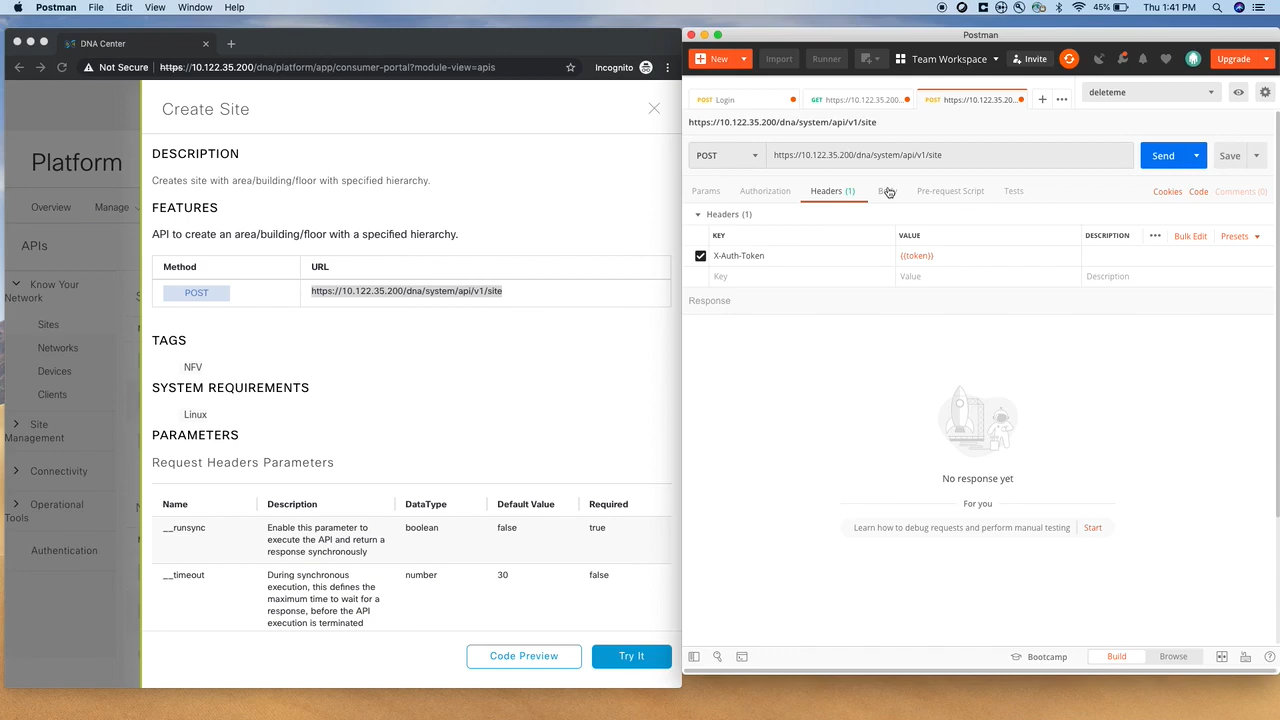 Postman File Edit View Window Help
45% Thu 1:41 PM
DNA Center
Not Secure https://10.122.35.200/dna/platform/app/consumer-portal?module-view=apis Incognito
Platform
Overview Manage
APIs
Know Your Network
Sites
Networks
Devices
Clients
Site Management
Connectivity
Operational Tools
Authentication
Create Site
DESCRIPTION
Creates site with area/building/floor with specified hierarchy.
FEATURES
API to create an area/building/floor with a specified hierarchy.
Method URL
POST https://10.122.35.200/dna/system/api/v1/site
TAGS
NFV
SYSTEM REQUIREMENTS
Linux
PARAMETERS
Request Headers Parameters
Name Description DataType Default Value Required
__runsync Enable this parameter to execute the API and return a response synchronously boolean false true
__timeout During synchronous execution, this defines the maximum time to wait for a response, before the API execution is terminated number 30 false
Code Preview Try It
Postman
New Import Runner Team Workspace Invite Upgrade
POST Login GET https://10.122.35.20... POST https://10.122.35.20... deleteme
https://10.122.35.200/dna/system/api/v1/site
POST https://10.122.35.200/dna/system/api/v1/site Send Save
Params Authorization Headers (1) Body Pre-request Script Tests Cookies Code Comments (0)
Headers (1)
KEY VALUE DESCRIPTION Bulk Edit Presets
X-Auth-Token {{token}}
Key Value Description
Response
No response yet
For you
Learn how to debug requests and perform manual testing Start
Bootcamp Build Browse